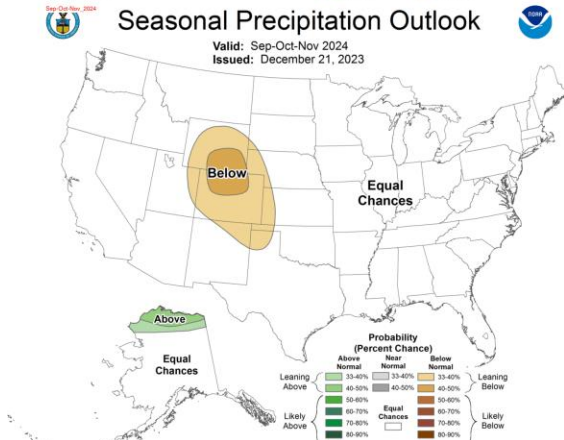 Sep-Oct-Nov_2024
Seasonal Precipitation Outlook
NOAA
Valid: Sep-Oct-Nov 2024
Issued: December 21, 2023
Below
Equal
Chances
Above
Equal
Chances
Probability
(Percent Chance)
Above Normal
Near Normal
Below Normal
Leaning Above
33-40% 33-40% 33-40%
Leaning Below
40-50% 40-50% 40-50%
Likely Above
50-60% 50-60%
60-70% 60-70%
Equal Chances
70-80% 70-80%
80-90% 80-90%
Likely Below